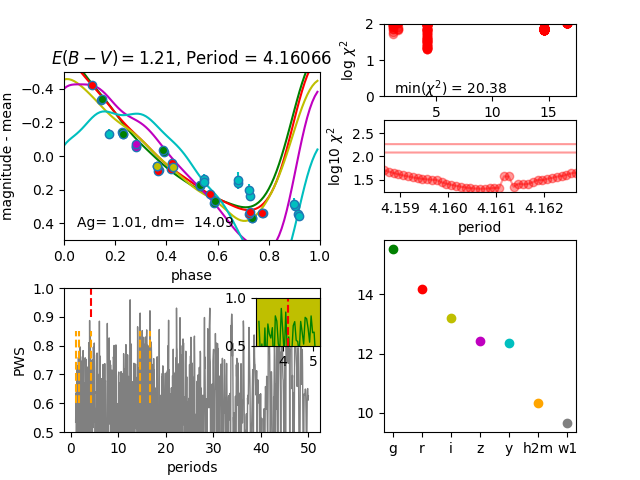 E(B − V) = 1.21, Period = 4.16066
magnitude - mean
−0.4
−0.2
0.0
0.2
0.4
Ag= 1.01, dm= 14.09
0.0 0.2 0.4 0.6 0.8 1.0
phase
log χ²
2
1
0
min(χ²) = 20.38
5 10 15
log10 χ²
2.5
2.0
1.5
4.159 4.160 4.161 4.162
period
PWS
1.0
0.9
0.8
0.7
0.6
0.5
1.0
0.5
4 5
0 10 20 30 40 50
periods
14
12
10
g r i z y h2m w1